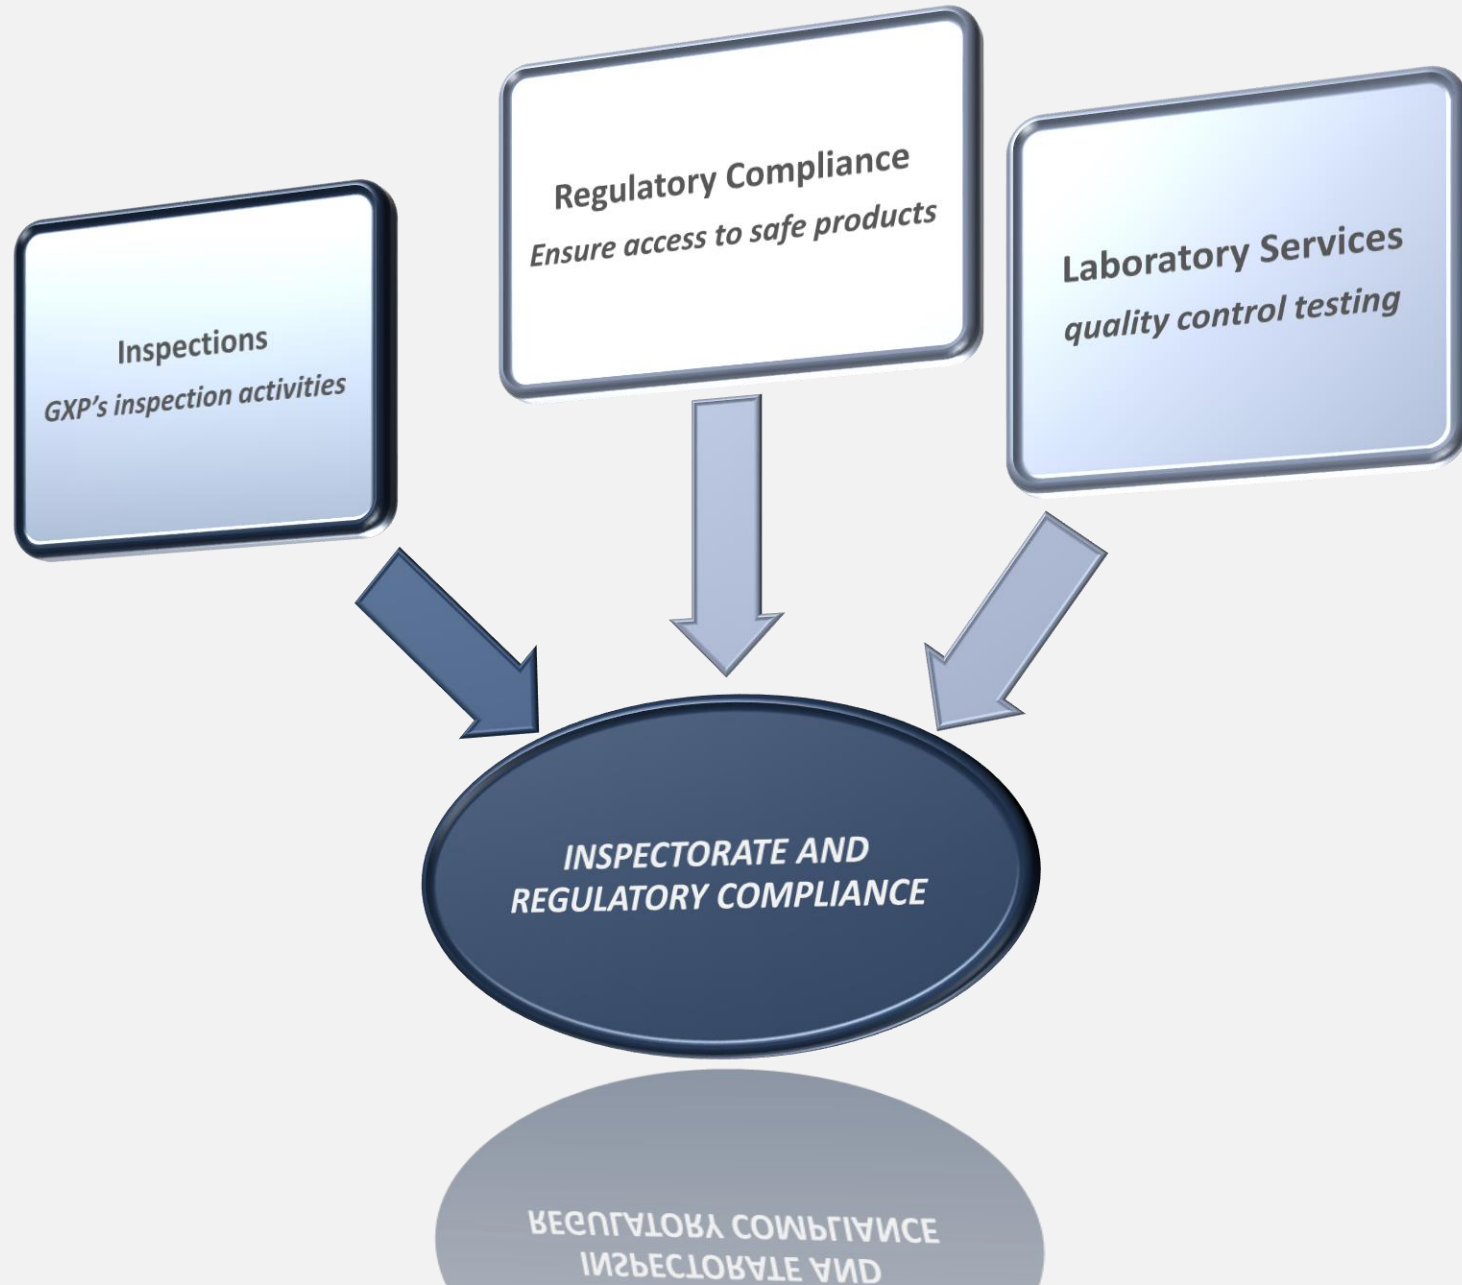 Inspections
GXP's inspection activities
Regulatory Compliance
Ensure access to safe products
Laboratory Services
quality control testing
INSPECTORATE AND
REGULATORY COMPLIANCE
REGULATORY COMPLIANCE
INSPECTORATE AND